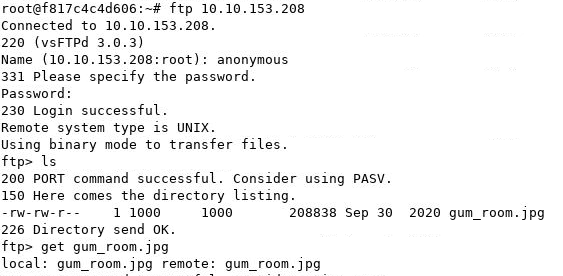 root@f817c4c4d606:~# ftp 10.10.153.208
Connected to 10.10.153.208.
220 (vsFTPd 3.0.3)
Name (10.10.153.208:root): anonymous
331 Please specify the password.
Password:
230 Login successful.
Remote system type is UNIX.
Using binary mode to transfer files.
ftp> ls
200 PORT command successful. Consider using PASV.
150 Here comes the directory listing.
-rw-rw-r--    1 1000     1000       208838 Sep 30  2020 gum_room.jpg
226 Directory send OK.
ftp> get gum_room.jpg
local: gum_room.jpg remote: gum_room.jpg